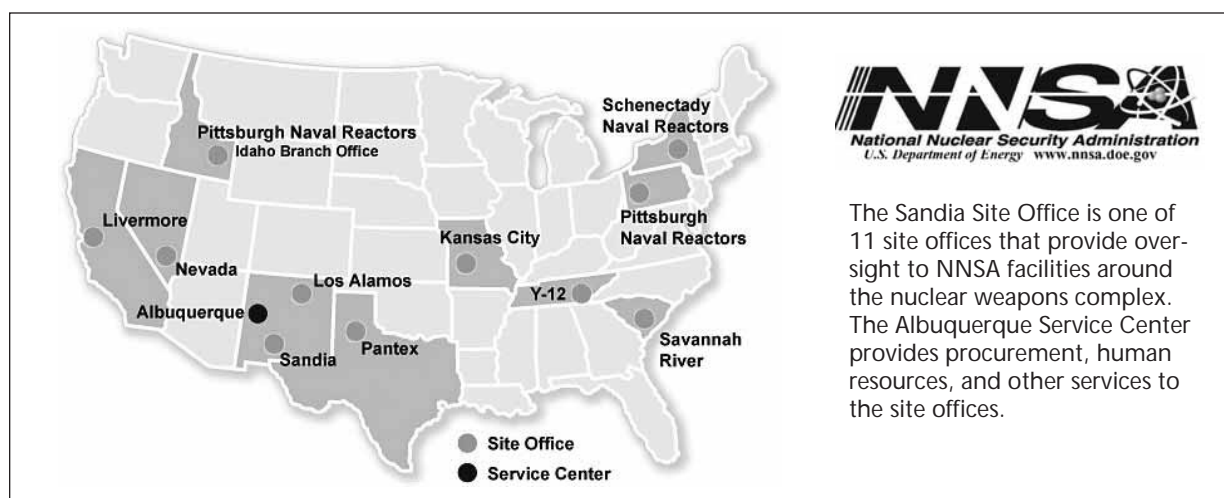 Schenectady
Naval Reactors
Pittsburgh Naval Reactors
Idaho Branch Office
Livermore
Pittsburgh
Naval Reactors
Kansas City
Nevada
Los Alamos
Y-12
Albuquerque
Savannah
River
Sandia
Pantex
Site Office
Service Center
NNSA
National Nuclear Security Administration
U.S. Department of Energy www.nnsa.doe.gov
The Sandia Site Office is one of
11 site offices that provide over-
sight to NNSA facilities around
the nuclear weapons complex.
The Albuquerque Service Center
provides procurement, human
resources, and other services to
the site offices.